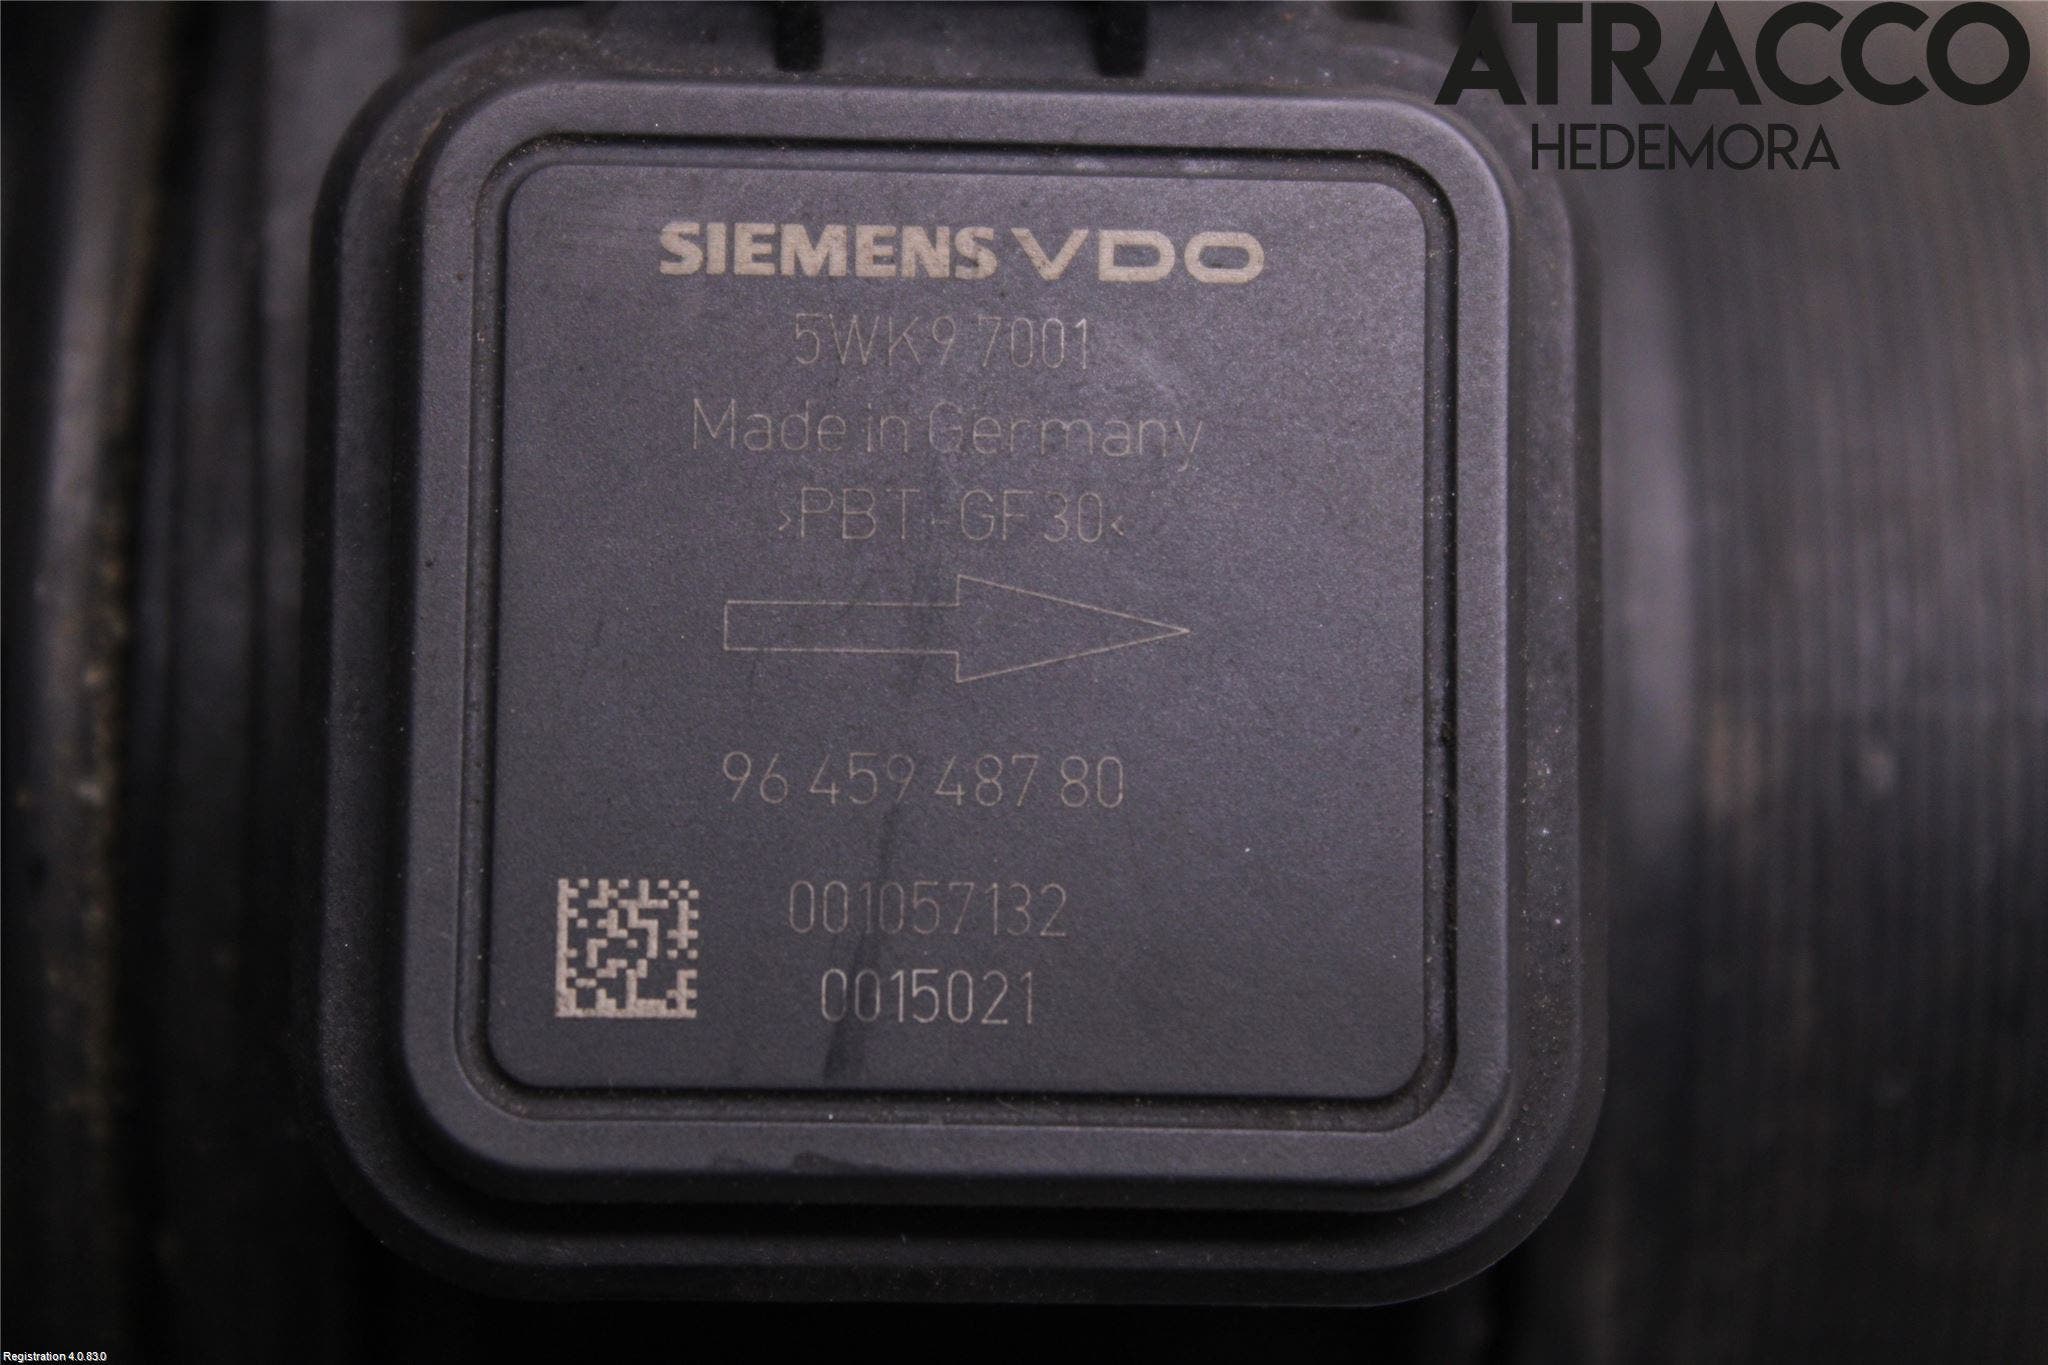 ATRACCO
HEDEMORA
SIEMENS VDO
5WK9 7001
Made in Germany
>PBT-GF30<
96 459 487 80
001057132
0015021
Registration 4.0.83.0